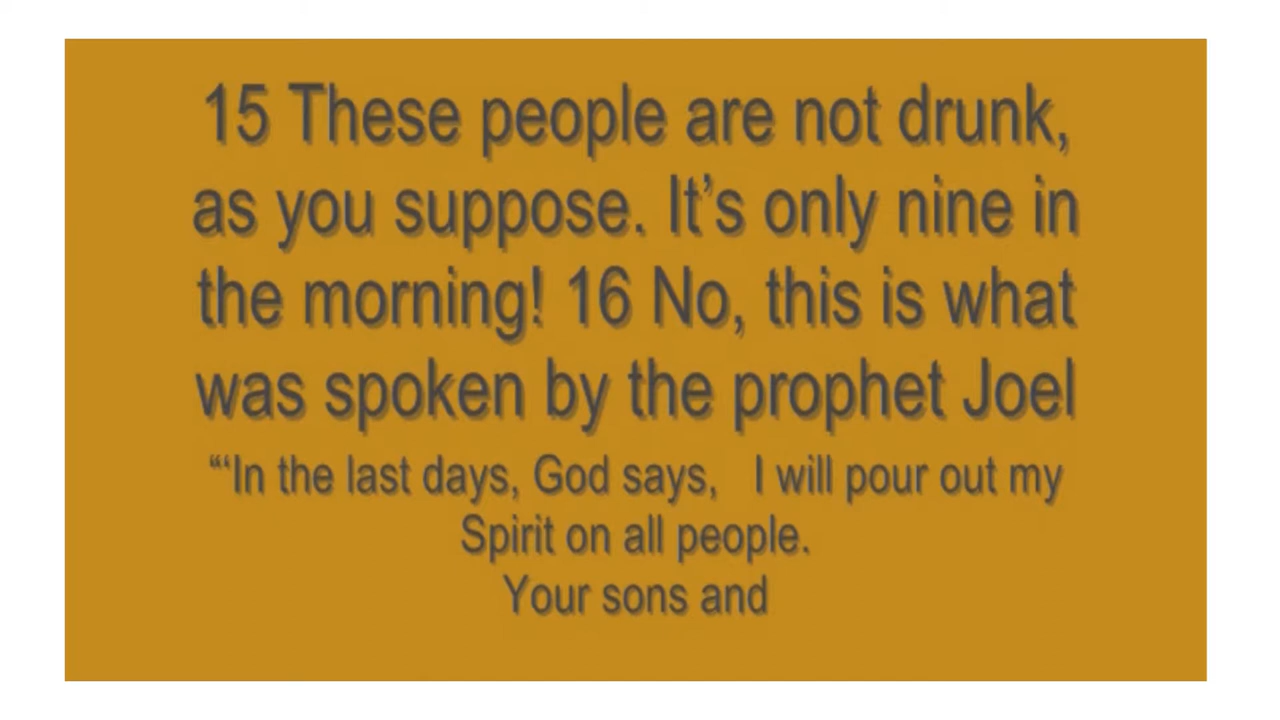 15 These people are not drunk,
as you suppose. It’s only nine in
the morning! 16 No, this is what
was spoken by the prophet Joel
“‘In the last days, God says,   I will pour out my
Spirit on all people.
Your sons and